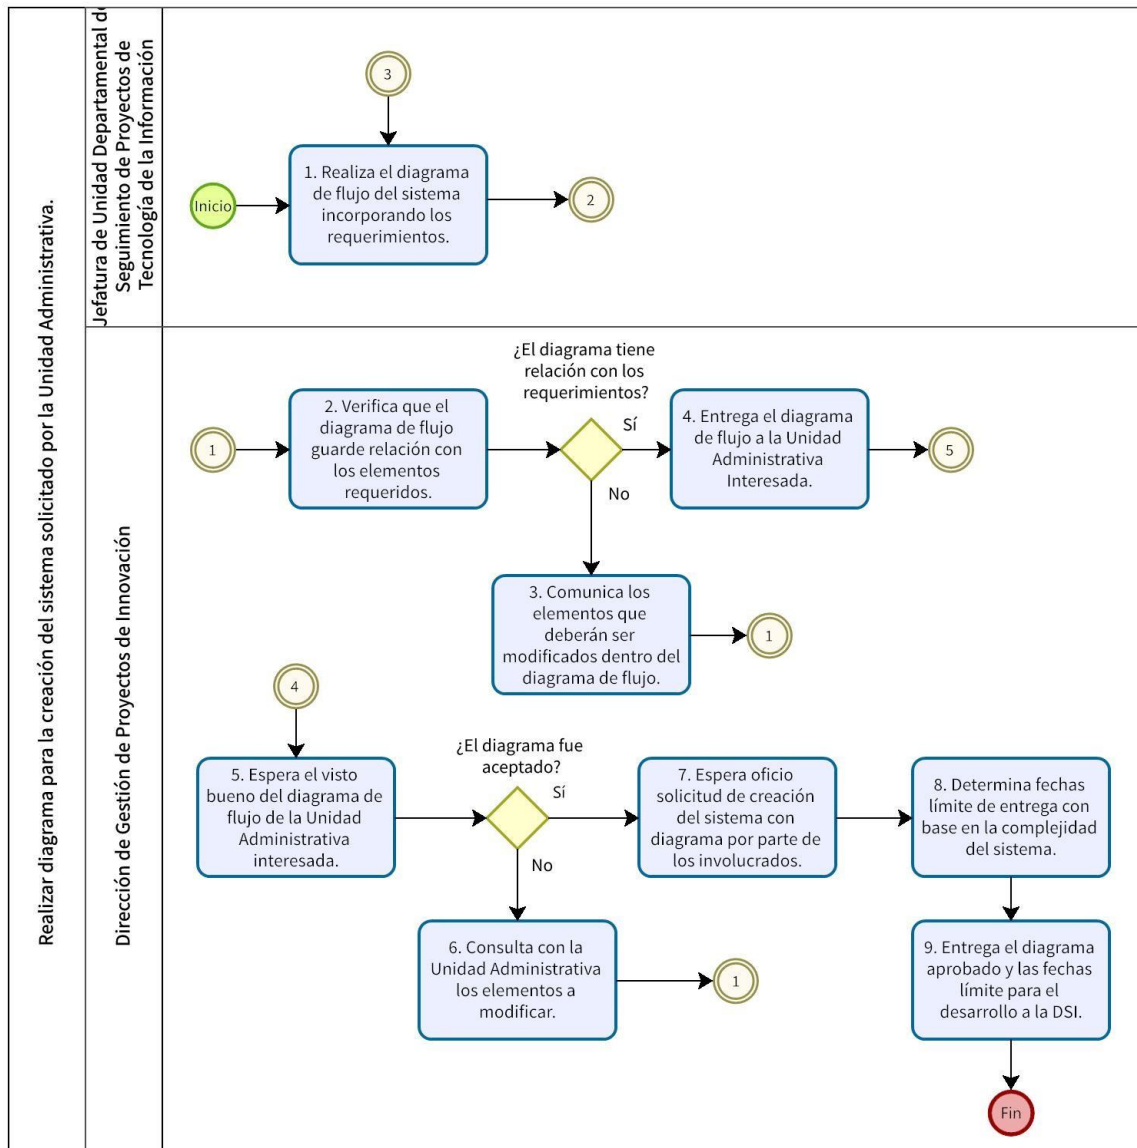 Realizar diagrama para la creación del sistema solicitado por la Unidad Administrativa.
Jefatura de Unidad Departamental de
Seguimiento de Proyectos de
Tecnología de la Información
3
Inicio
1. Realiza el diagrama
de flujo del sistema
incorporando los
requerimientos.
2
Dirección de Gestión de Proyectos de Innovación
1
2. Verifica que el
diagrama de flujo
guarde relación con
los elementos
requeridos.
¿El diagrama tiene
relación con los
requerimientos?
Sí
No
4. Entrega el diagrama
de flujo a la Unidad
Administrativa
Interesada.
5
3. Comunica los
elementos que
deberán ser
modificados dentro del
diagrama de flujo.
1
4
5. Espera el visto
bueno del diagrama de
flujo de la Unidad
Administrativa
interesada.
¿El diagrama fue
aceptado?
Sí
No
7. Espera oficio
solicitud de creación
del sistema con
diagrama por parte de
los involucrados.
8. Determina fechas
límite de entrega con
base en la complejidad
del sistema.
6. Consulta con la
Unidad Administrativa
los elementos a
modificar.
1
9. Entrega el diagrama
aprobado y las fechas
límite para el
desarrollo a la DSI.
Fin